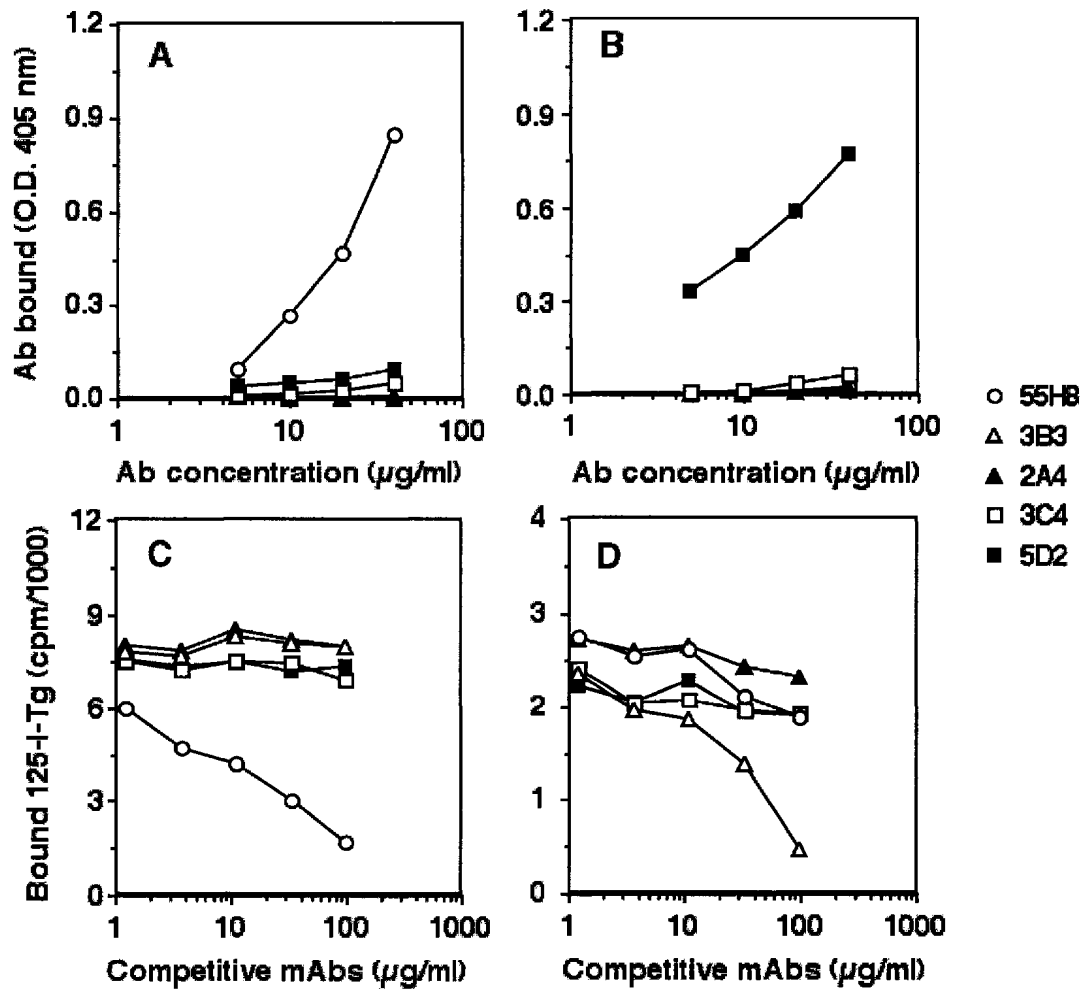 A
B
Ab bound (O.D. 405 nm)
1.2
0.9
0.6
0.3
0.0
1.2
0.9
0.6
0.3
0.0
1 10 100
1 10 100
Ab concentration (µg/ml)
Ab concentration (µg/ml)
55HB
3B3
2A4
3C4
5D2
C
D
Bound 125-I-Tg (cpm/1000)
12
9
6
3
0
4
3
2
1
0
1 10 100 1000
1 10 100 1000
Competitive mAbs (µg/ml)
Competitive mAbs (µg/ml)